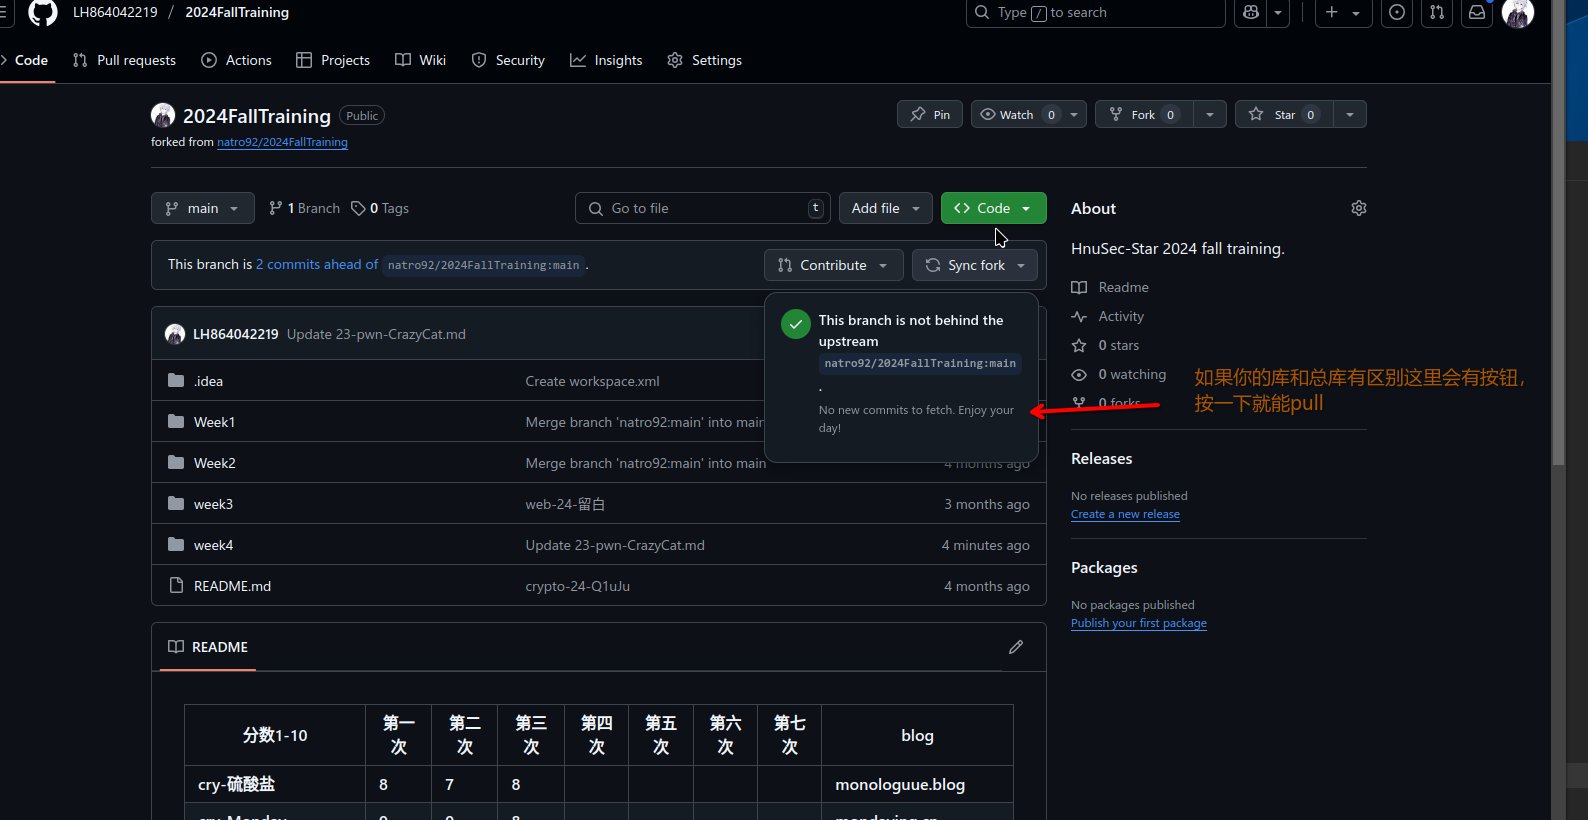 LH864042219 / 2024FallTraining
Type / to search
Code
Pull requests
Actions
Projects
Wiki
Security
Insights
Settings
2024FallTraining Public
forked from natro92/2024FallTraining
Pin
Watch 0
Fork 0
Star 0
main
1 Branch
0 Tags
Go to file
t
Add file
Code
This branch is 2 commits ahead of natro92/2024FallTraining:main .
Contribute
Sync fork
This branch is not behind the
upstream
natro92/2024FallTraining:main
.
No new commits to fetch. Enjoy your
day!
LH864042219 Update 23-pwn-CrazyCat.md
.idea Create workspace.xml
Week1 Merge branch 'natro92:main' into main
Week2 Merge branch 'natro92:main' into main 4 months ago
week3 web-24-留白 3 months ago
week4 Update 23-pwn-CrazyCat.md 4 minutes ago
README.md crypto-24-Q1uJu 4 months ago
README
分数1-10 第一次 第二次 第三次 第四次 第五次 第六次 第七次 blog
cry-硫酸盐 8 7 8 monologuue.blog
About
HnuSec-Star 2024 fall training.
Readme
Activity
0 stars
0 watching
0 forks
如果你的库和总库有区别这里会有按钮，
按一下就能pull
Releases
No releases published
Create a new release
Packages
No packages published
Publish your first package